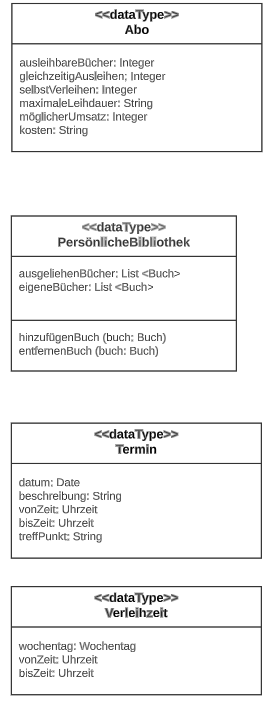 <<dataType>>
Abo
ausleihbareBücher: Integer
gleichzeitigAusleihen; Integer
selbstVerleihen: Integer
maximaleLeihdauer: String
möglicherUmsatz: Integer
kosten: String
<<dataType>>
PersönlicheBibliothek
ausgeliehenBücher: List <Buch>
eigeneBücher: List <Buch>
hinzufügenBuch (buch; Buch)
entfernenBuch (buch: Buch)
<<dataType>>
Termin
datum; Date
beschreibung: String
vonZeit; Uhrzeit
bisZeit: Uhrzeit
treffPunkt; String
<<dataType>>
Verleihzeit
wochentag: Wochentag
vonZeit: Uhrzeit
bisZeit: Uhrzeit